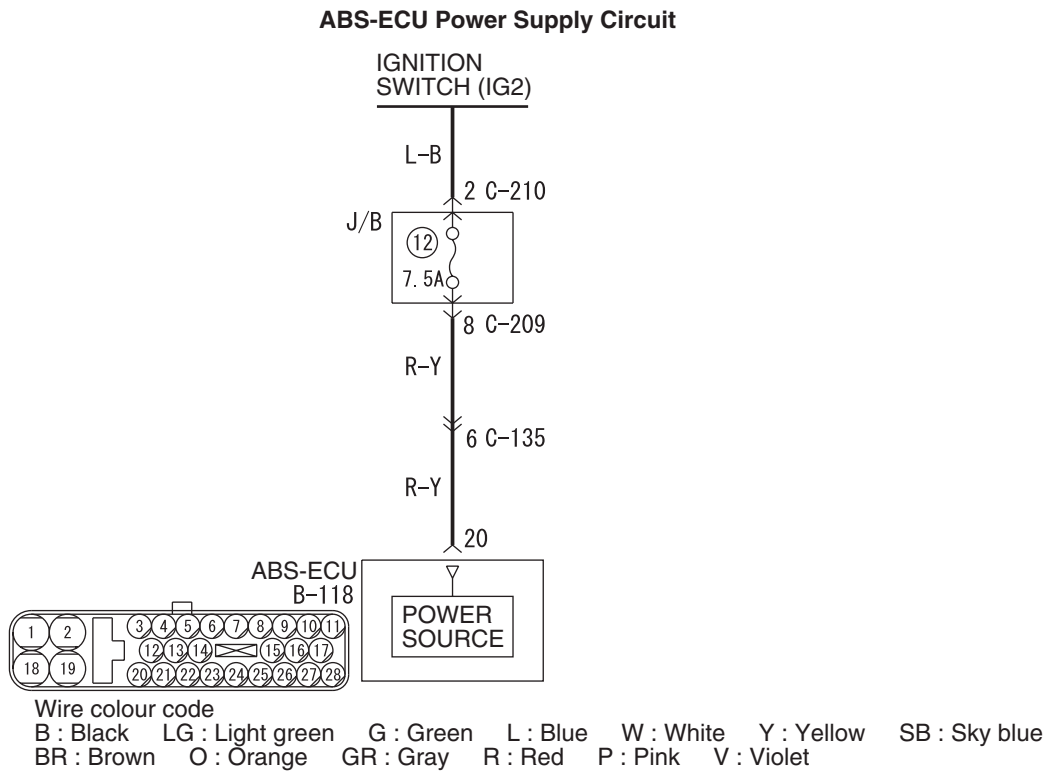 ABS-ECU Power Supply Circuit
IGNITION
SWITCH (IG2)
L-B
2 C-210
J/B
12
7.5A
8 C-209
R-Y
6 C-135
R-Y
20
ABS-ECU
B-118
POWER
SOURCE
1 2 3 4 5 6 7 8 9 10 11
12 13 14 15 16 17
18 19 20 21 22 23 24 25 26 27 28
Wire colour code
B : Black LG : Light green G : Green L : Blue W : White Y : Yellow SB : Sky blue
BR : Brown O : Orange GR : Gray R : Red P : Pink V : Violet